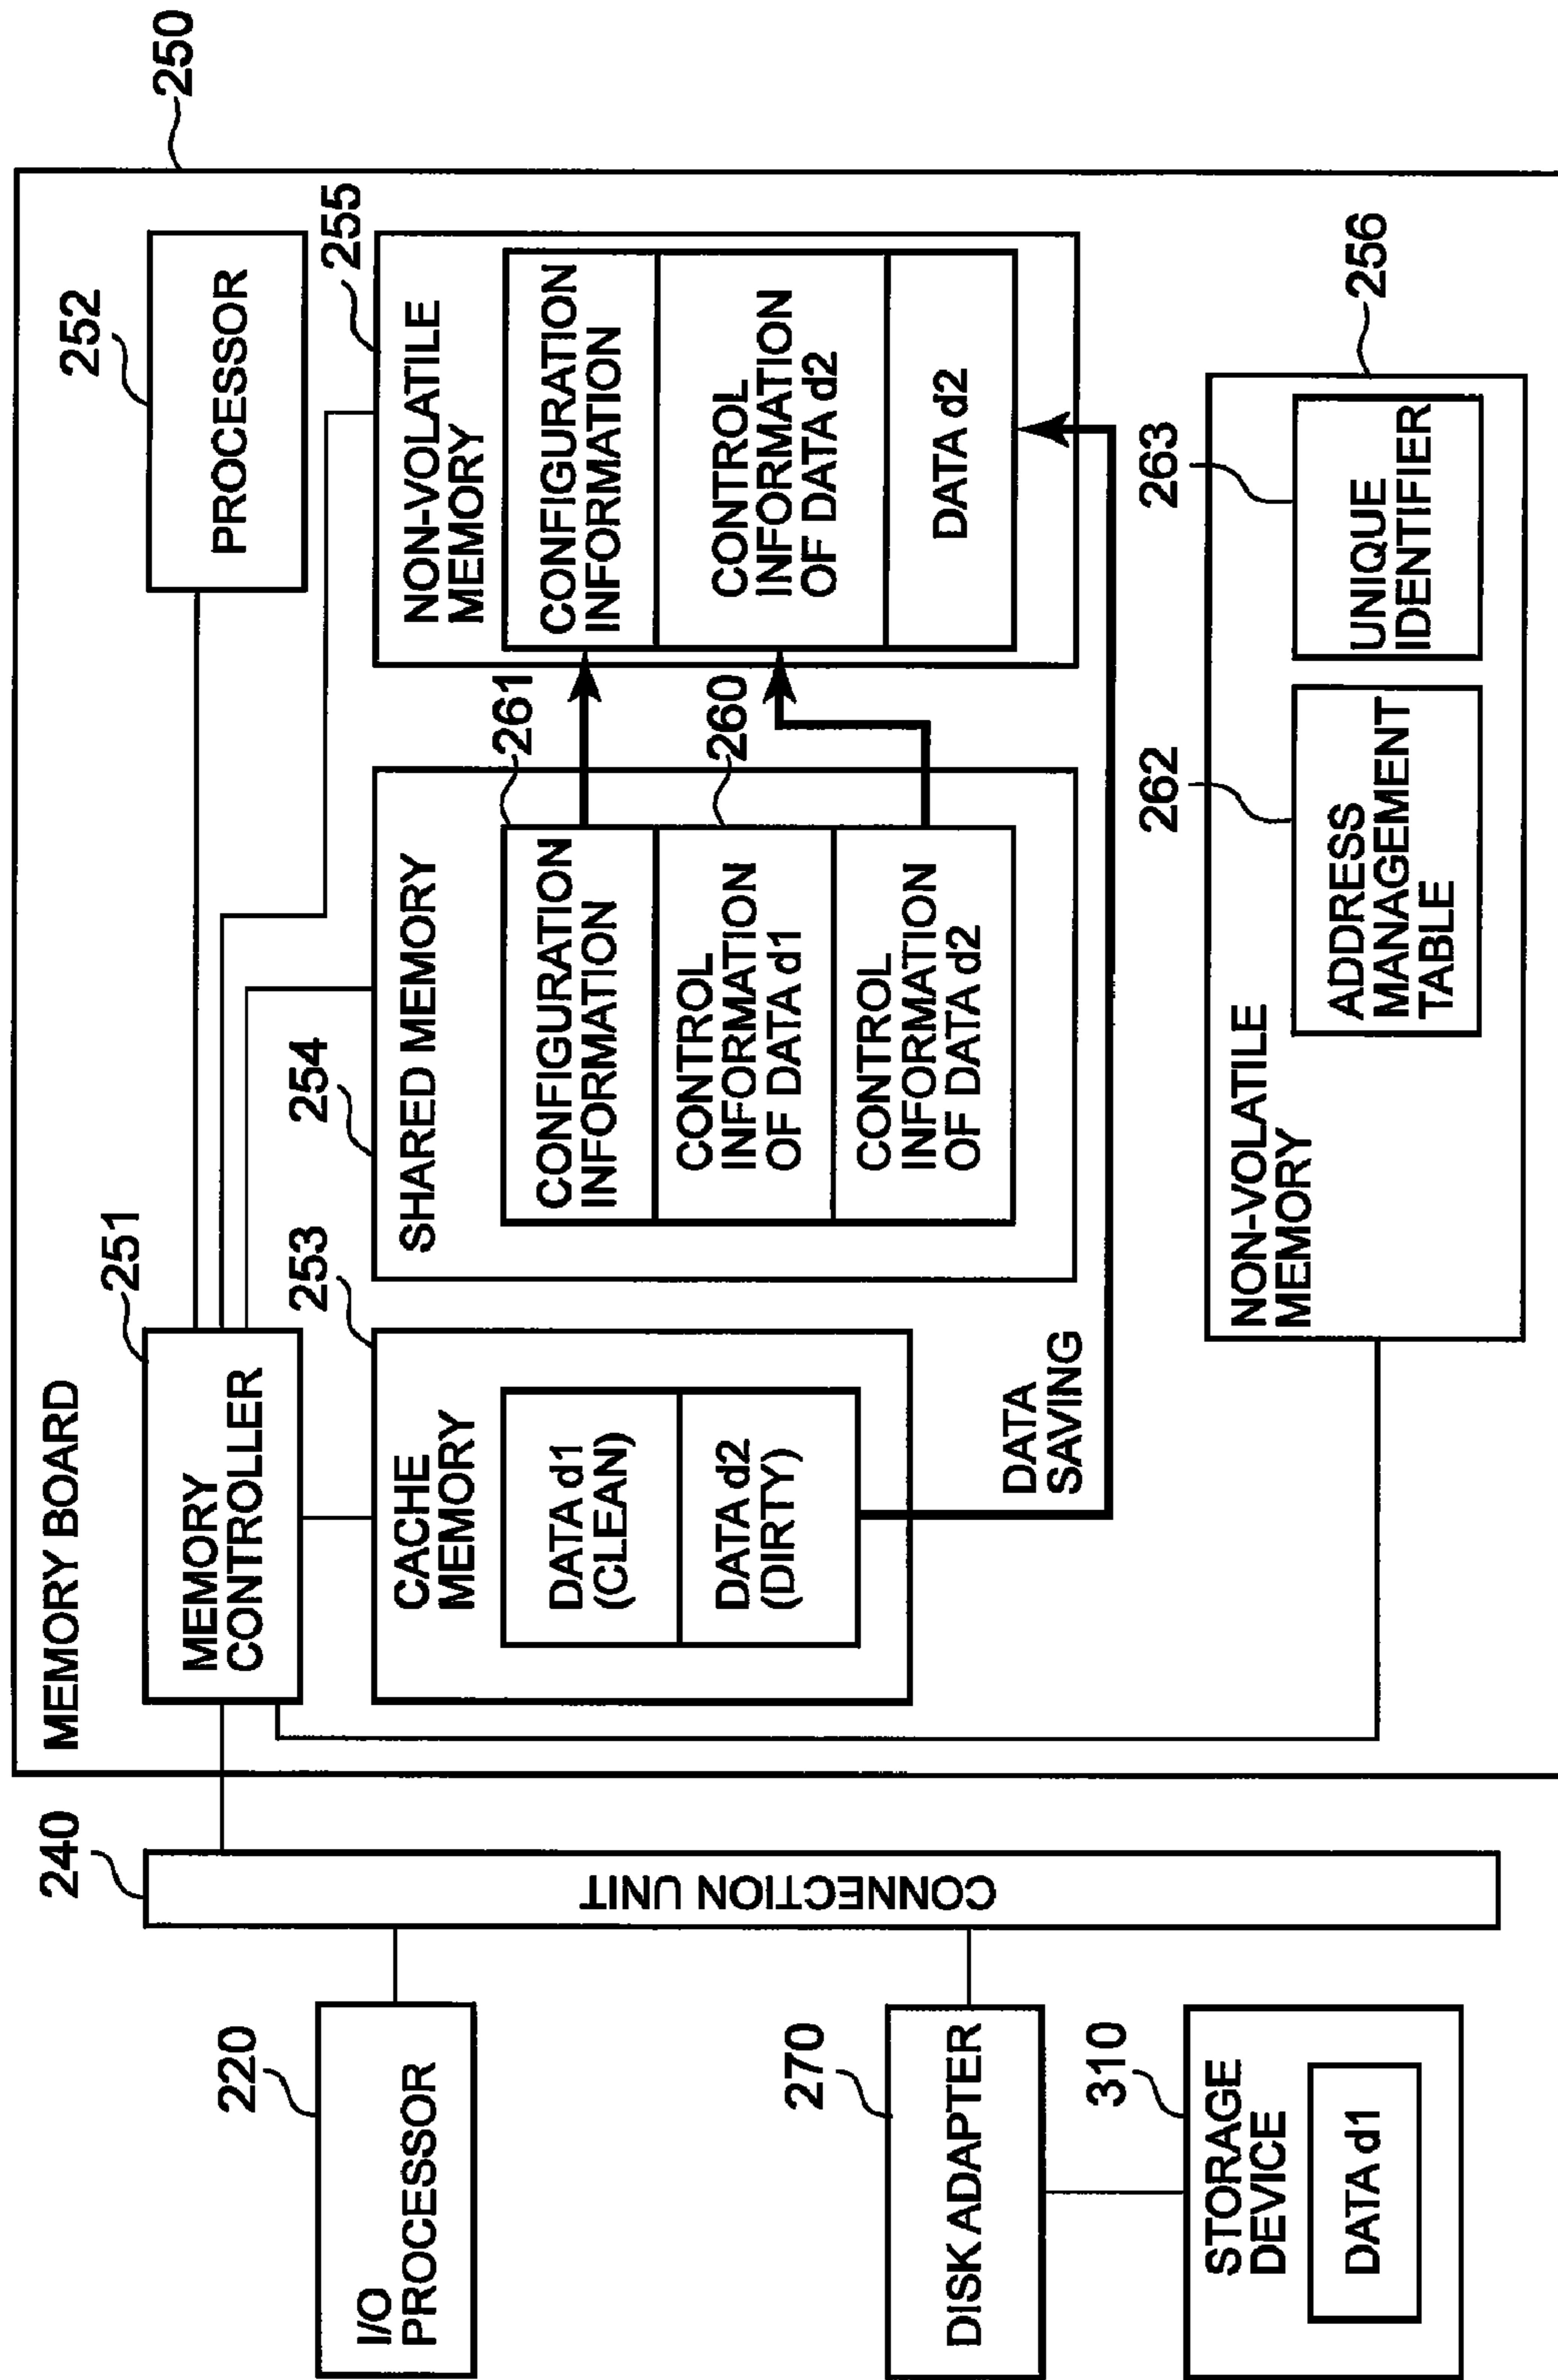 250
MEMORY BOARD
251
MEMORY
CONTROLLER
252
PROCESSOR
253
CACHE
MEMORY
DATA d1
(CLEAN)
DATA d2
(DIRTY)
254
SHARED MEMORY
261
CONFIGURATION
INFORMATION
260
CONTROL
INFORMATION
OF DATA d1
CONTROL
INFORMATION
OF DATA d2
255
NON-VOLATILE
MEMORY
CONFIGURATION
INFORMATION
CONTROL
INFORMATION
OF DATA d2
DATA d2
DATA
SAVING
256
NON-VOLATILE
MEMORY
262
ADDRESS
MANAGEMENT
TABLE
263
UNIQUE
IDENTIFIER
240
CONNECTION UNIT
220
I/O
PROCESSOR
270
DISK ADAPTER
310
STORAGE
DEVICE
DATA d1